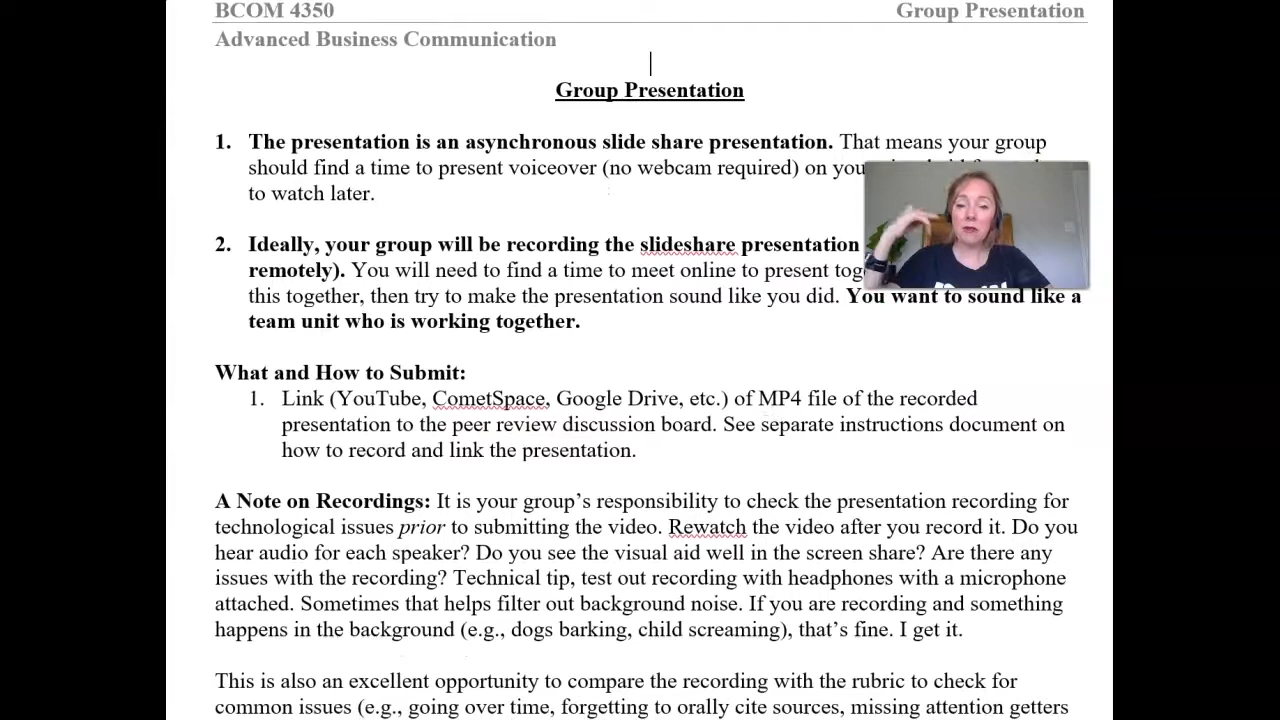 BCOM 4350 Group Presentation
Advanced Business Communication
Group Presentation
1. The presentation is an asynchronous slide share presentation. That means your group
should find a time to present voiceover (no webcam required) on
to watch later.
2. Ideally, your group will be recording the slideshare presentation
remotely). You will need to find a time to meet online to present
this together, then try to make the presentation sound like you did. You want to sound like a
team unit who is working together.
What and How to Submit:
1. Link (YouTube, CometSpace, Google Drive, etc.) of MP4 file of the recorded
presentation to the peer review discussion board. See separate instructions document on
how to record and link the presentation.
A Note on Recordings: It is your group’s responsibility to check the presentation recording for
technological issues prior to submitting the video. Rewatch the video after you record it. Do you
hear audio for each speaker? Do you see the visual aid well in the screen share? Are there any
issues with the recording? Technical tip, test out recording with headphones with a microphone
attached. Sometimes that helps filter out background noise. If you are recording and something
happens in the background (e.g., dogs barking, child screaming), that’s fine. I get it.
This is also an excellent opportunity to compare the recording with the rubric to check for
common issues (e.g., going over time, forgetting to orally cite sources, missing attention getters